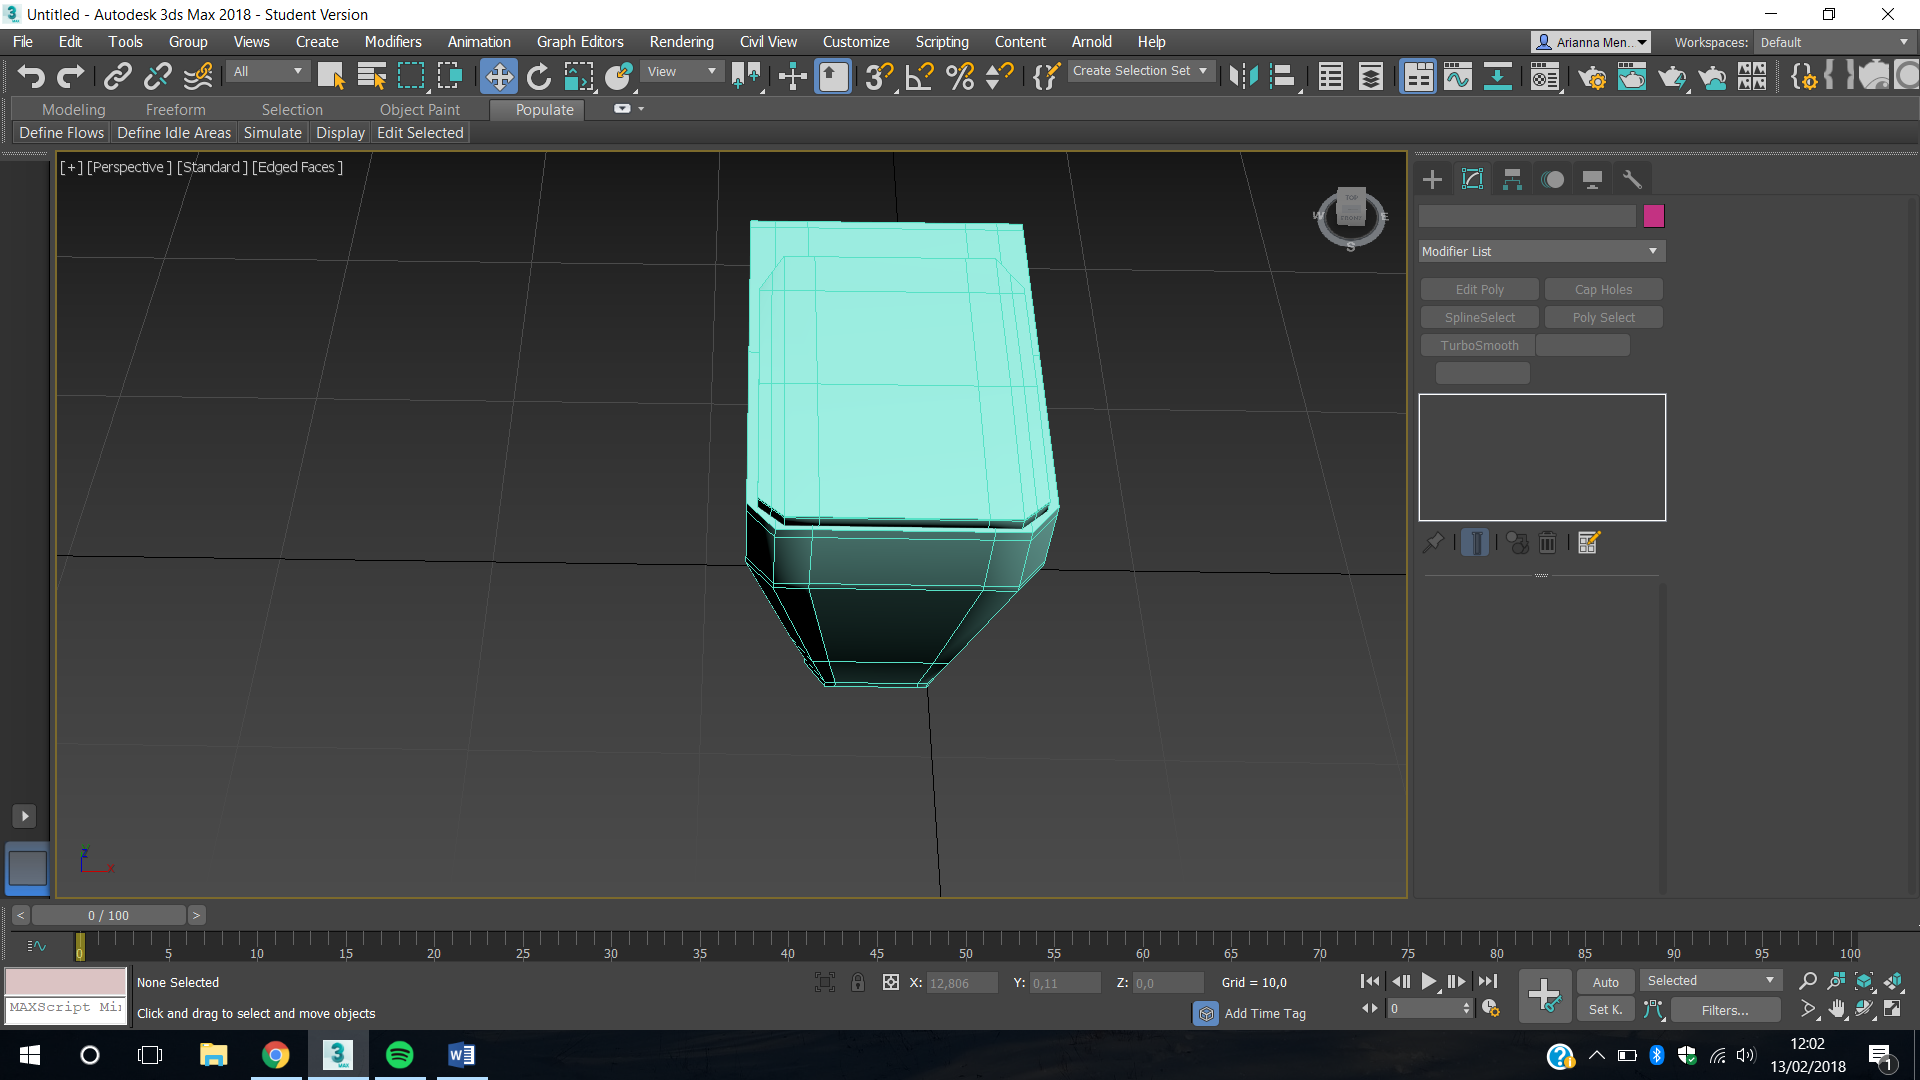 Untitled - Autodesk 3ds Max 2018 - Student Version
File Edit Tools Group Views Create Modifiers Animation Graph Editors Rendering Civil View Customize Scripting Content Arnold Help
Arianna Men... Workspaces: Default
All View Create Selection Set
Modeling Freeform Selection Object Paint Populate
Define Flows Define Idle Areas Simulate Display Edit Selected
[+] [Perspective ] [Standard ] [Edged Faces ]
TOP
FRONT
W E
S
Modifier List
Edit Poly Cap Holes
SplineSelect Poly Select
TurboSmooth
z
x
< 0 / 100 >
0 5 10 15 20 25 30 35 40 45 50 55 60 65 70 75 80 85 90 95 100
None Selected X: 12,806 Y: 0,11 Z: 0,0 Grid = 10,0 Auto Selected
MAXScript Mi
Click and drag to select and move objects Add Time Tag 0 Set K. Filters...
12:02
13/02/2018
1